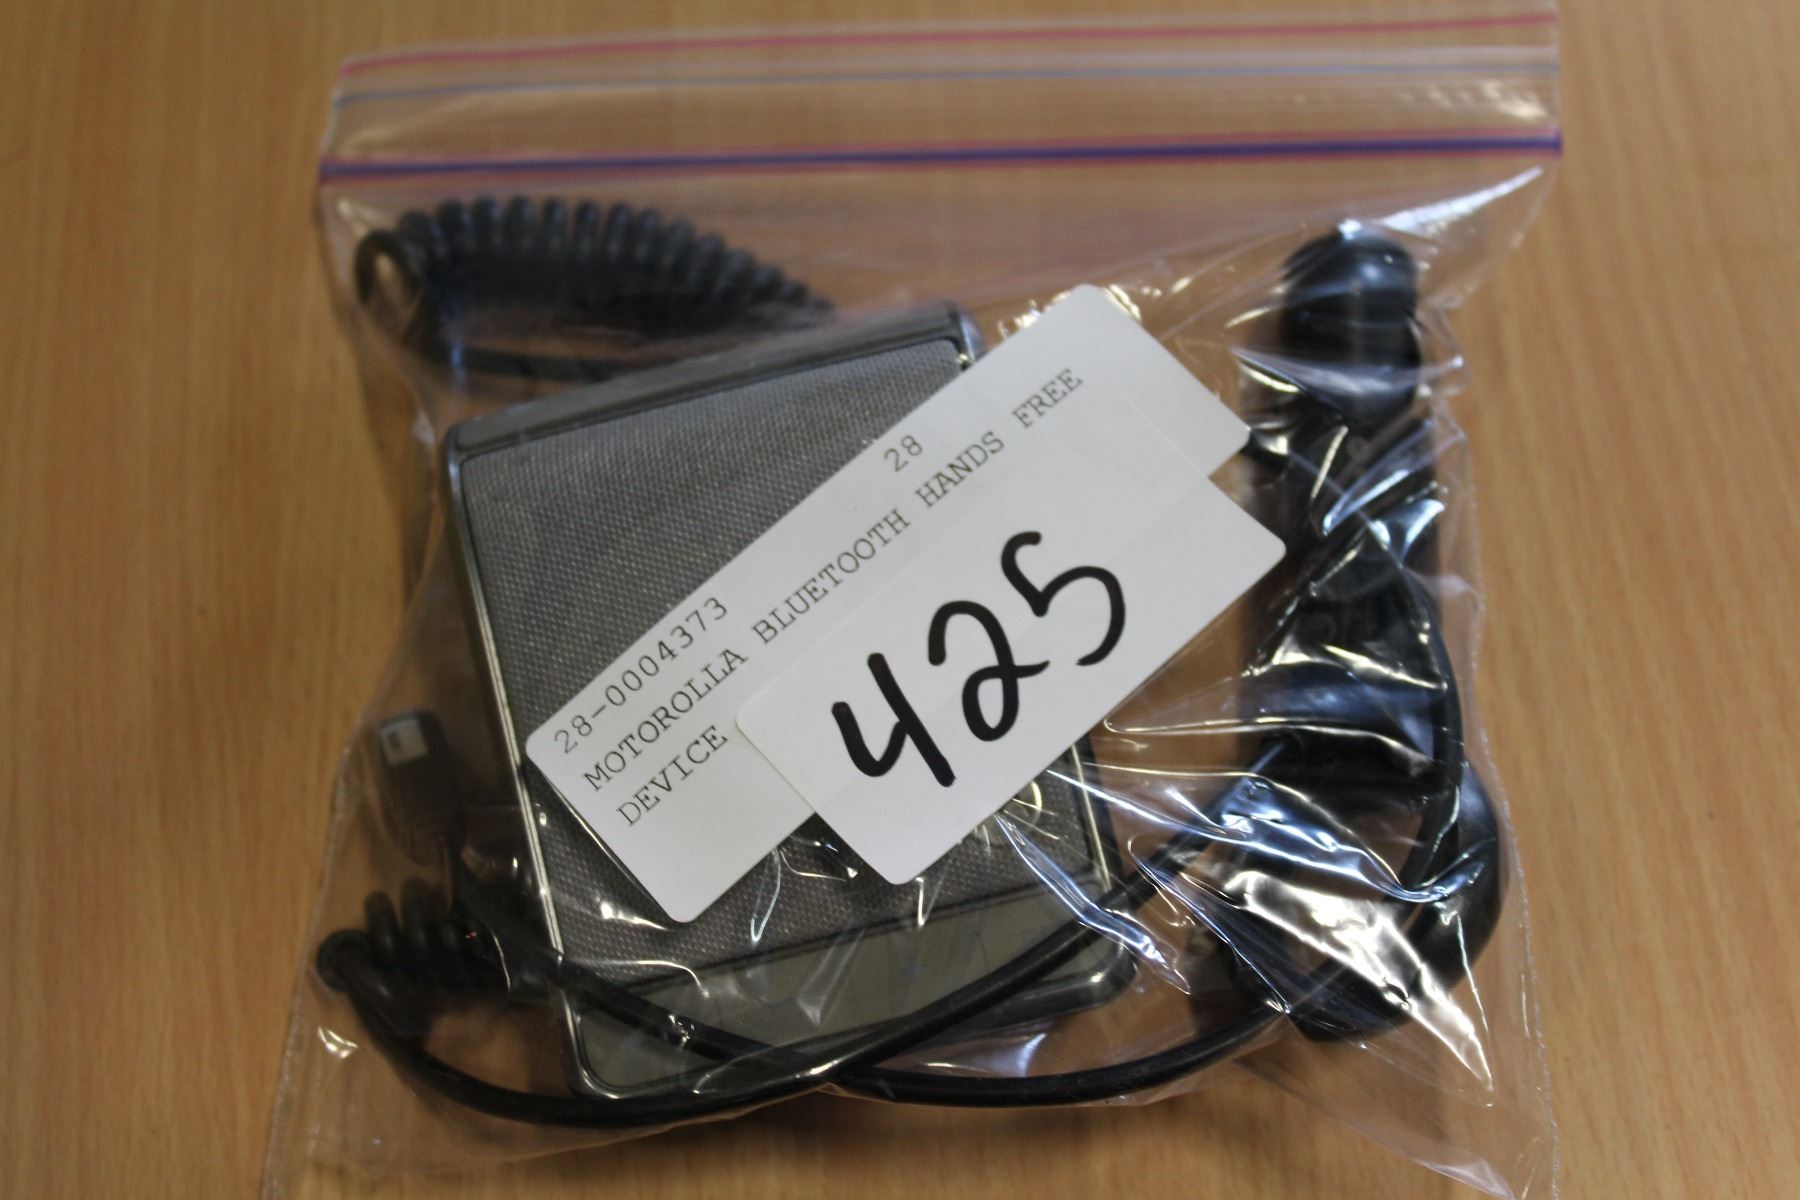 28-0004373 28
MOTOROLLA BLUETOOTH HANDS FREE
DEVICE
425